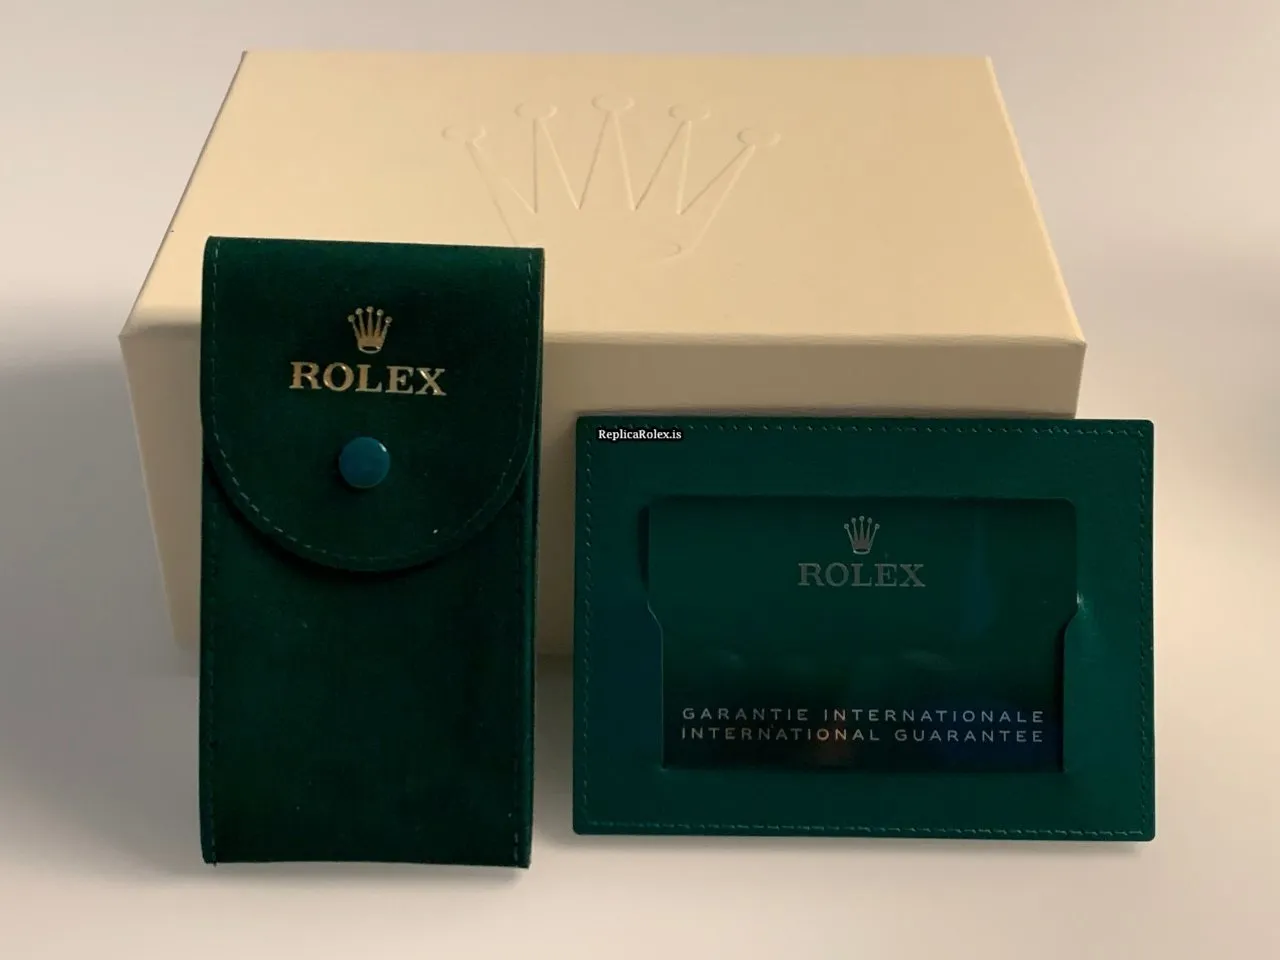 ROLEX
ReplicaRolex.is
ROLEX
GARANTIE INTERNATIONALE
INTERNATIONAL GUARANTEE